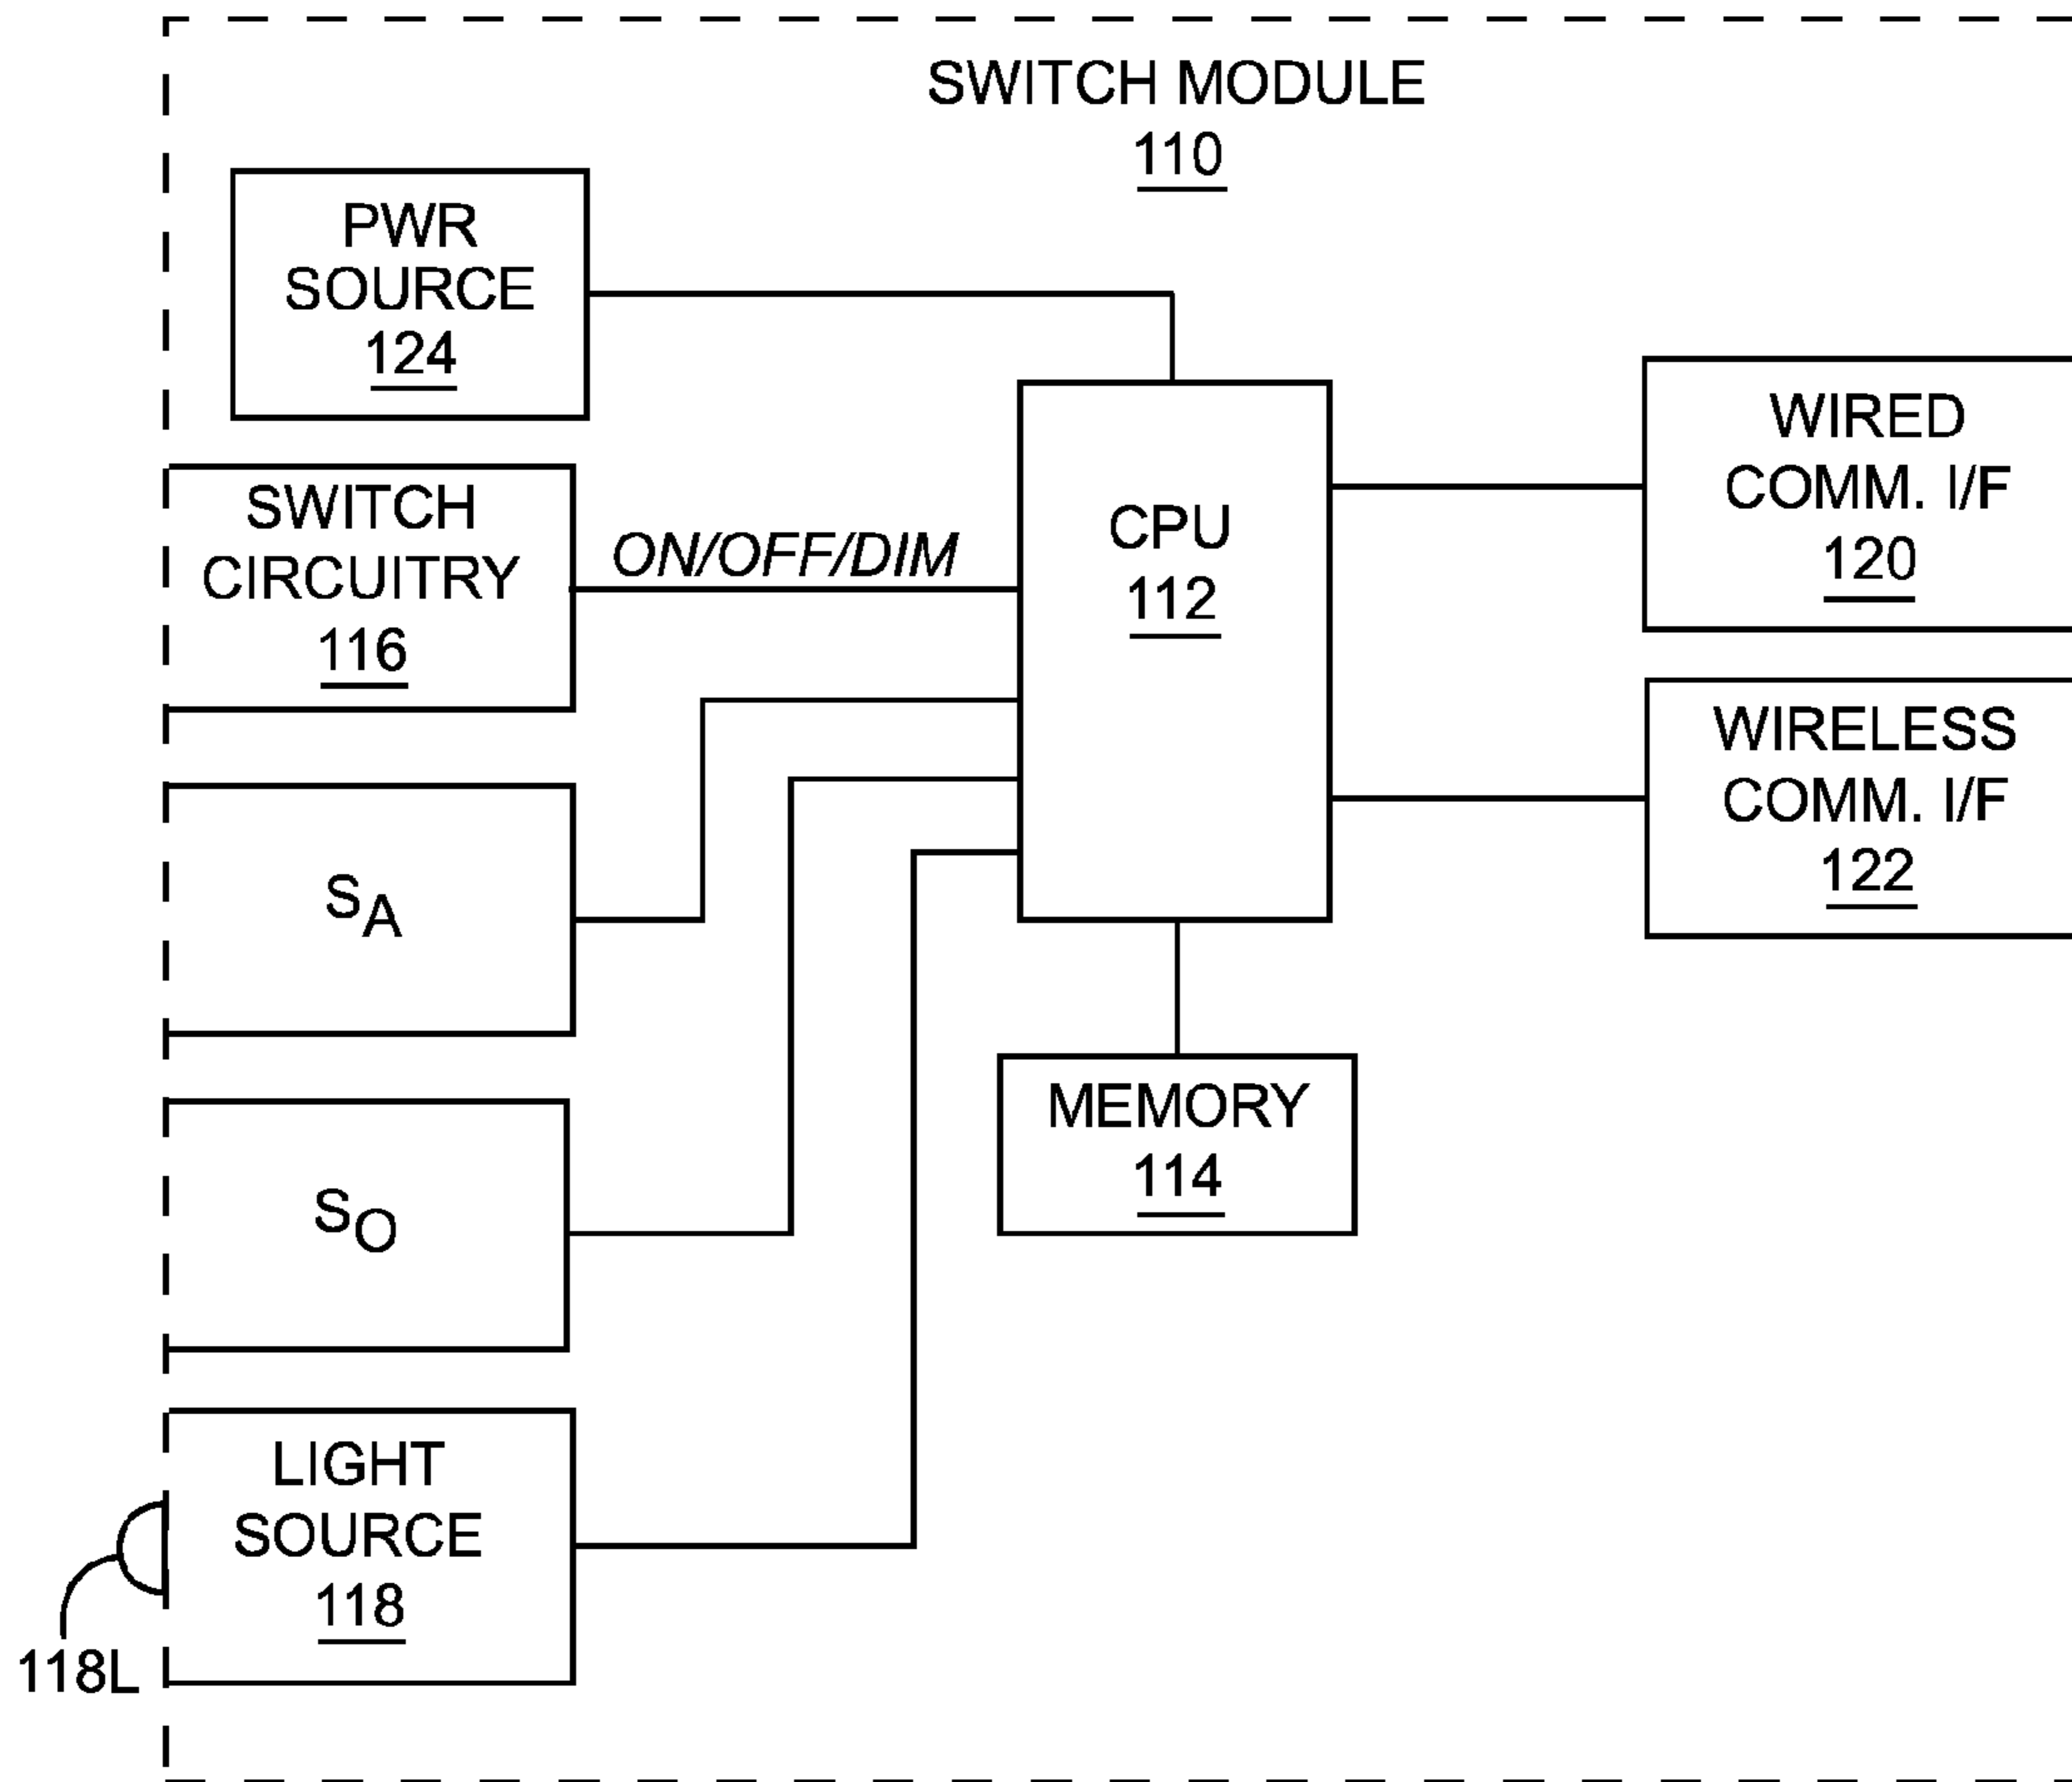 SWITCH MODULE
110
PWR
SOURCE
124
SWITCH
CIRCUITRY
116
ON/OFF/DIM
CPU
112
WIRED
COMM. I/F
120
WIRELESS
COMM. I/F
122
SA
SO
MEMORY
114
LIGHT
SOURCE
118
118L